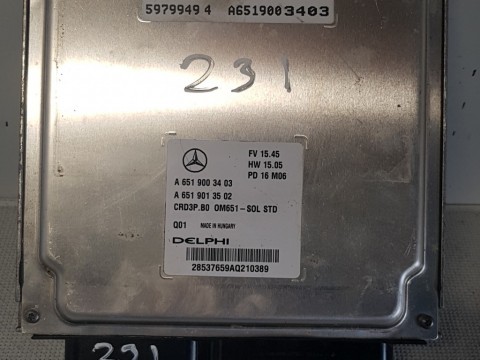 5979949 4 A6519003403
231
FV 15.45
HW 15.05
PD 16 M06
A 651 900 34 03
A 651 901 35 02
CRD3P.B0 OM651-SOL STD
Q01 MADE IN HUNGARY
DELPHI
28537659AQ210389
231